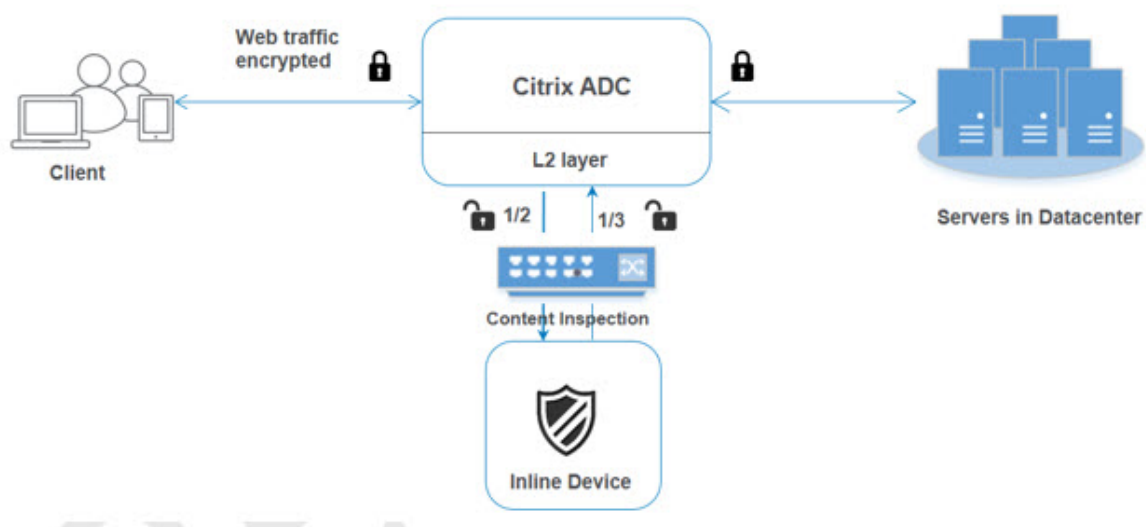 Web traffic
encrypted
Citrix ADC
L2 layer
Client
1/2
1/3
Servers in Datacenter
Content Inspection
Inline Device